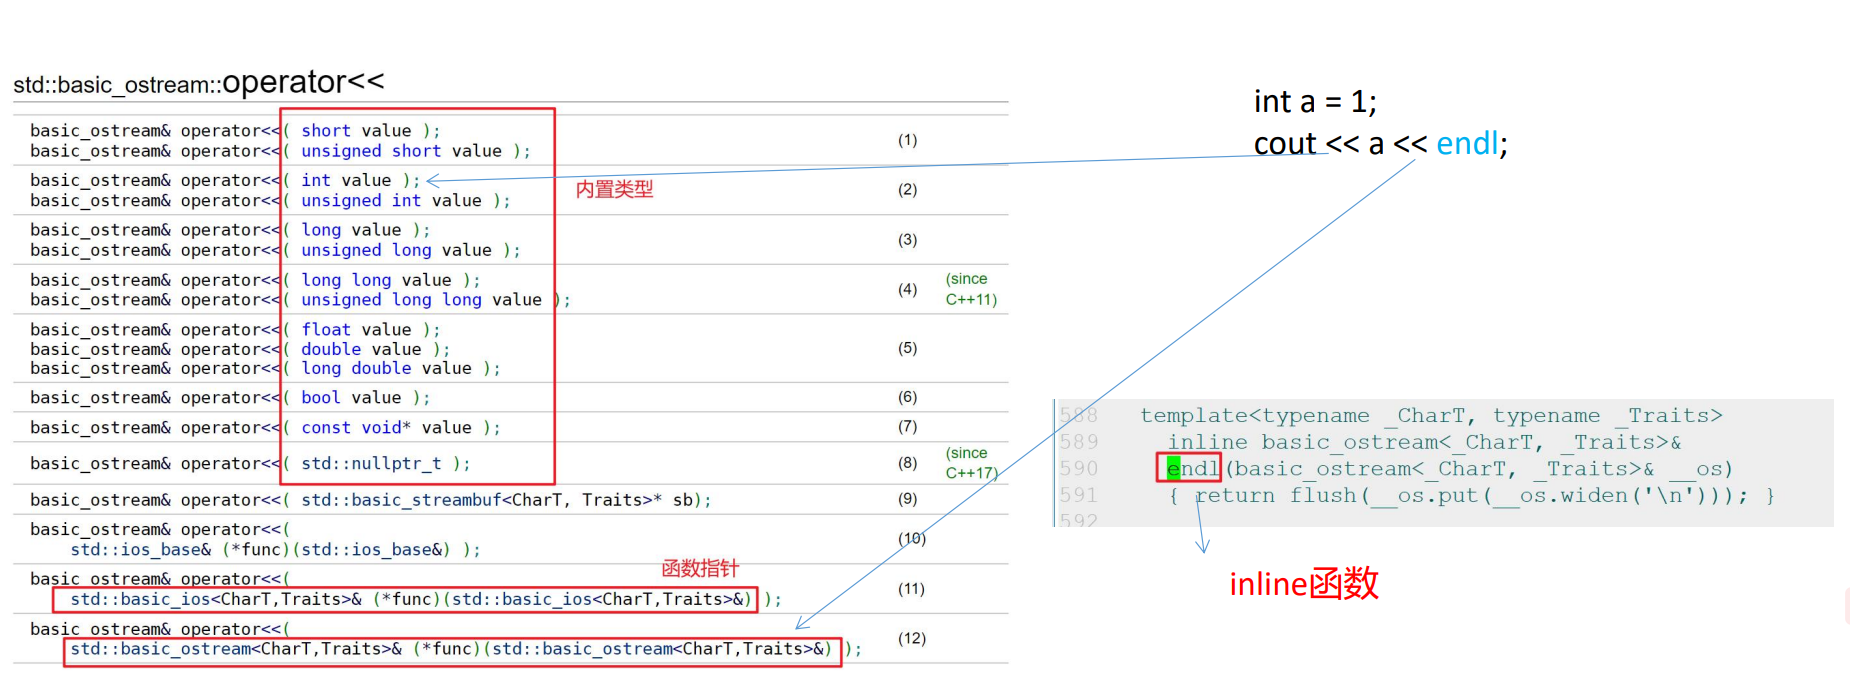 std::basic_ostream::operator<<
basic_ostream& operator<<( short value );
basic_ostream& operator<<( unsigned short value );
(1)
basic_ostream& operator<<( int value );
basic_ostream& operator<<( unsigned int value );
(2)
内置类型
basic_ostream& operator<<( long value );
basic_ostream& operator<<( unsigned long value );
(3)
basic_ostream& operator<<( long long value );
basic_ostream& operator<<( unsigned long long value );
(4)
(since
C++11)
basic_ostream& operator<<( float value );
basic_ostream& operator<<( double value );
basic_ostream& operator<<( long double value );
(5)
basic_ostream& operator<<( bool value );
(6)
basic_ostream& operator<<( const void* value );
(7)
basic_ostream& operator<<( std::nullptr_t );
(8)
(since
C++17)
basic_ostream& operator<<( std::basic_streambuf<CharT, Traits>* sb);
(9)
basic_ostream& operator<<(
std::ios_base& (*func)(std::ios_base&) );
(10)
函数指针
basic_ostream& operator<<(
std::basic_ios<CharT,Traits>& (*func)(std::basic_ios<CharT,Traits>&) );
(11)
basic_ostream& operator<<(
std::basic_ostream<CharT,Traits>& (*func)(std::basic_ostream<CharT,Traits>&) );
(12)
int a = 1;
cout << a << endl;
588 template<typename _CharT, typename _Traits>
589 inline basic_ostream<_CharT, _Traits>&
590 endl(basic_ostream<_CharT, _Traits>& __os)
591 { return flush(__os.put(__os.widen('\n'))); }
592
inline函数